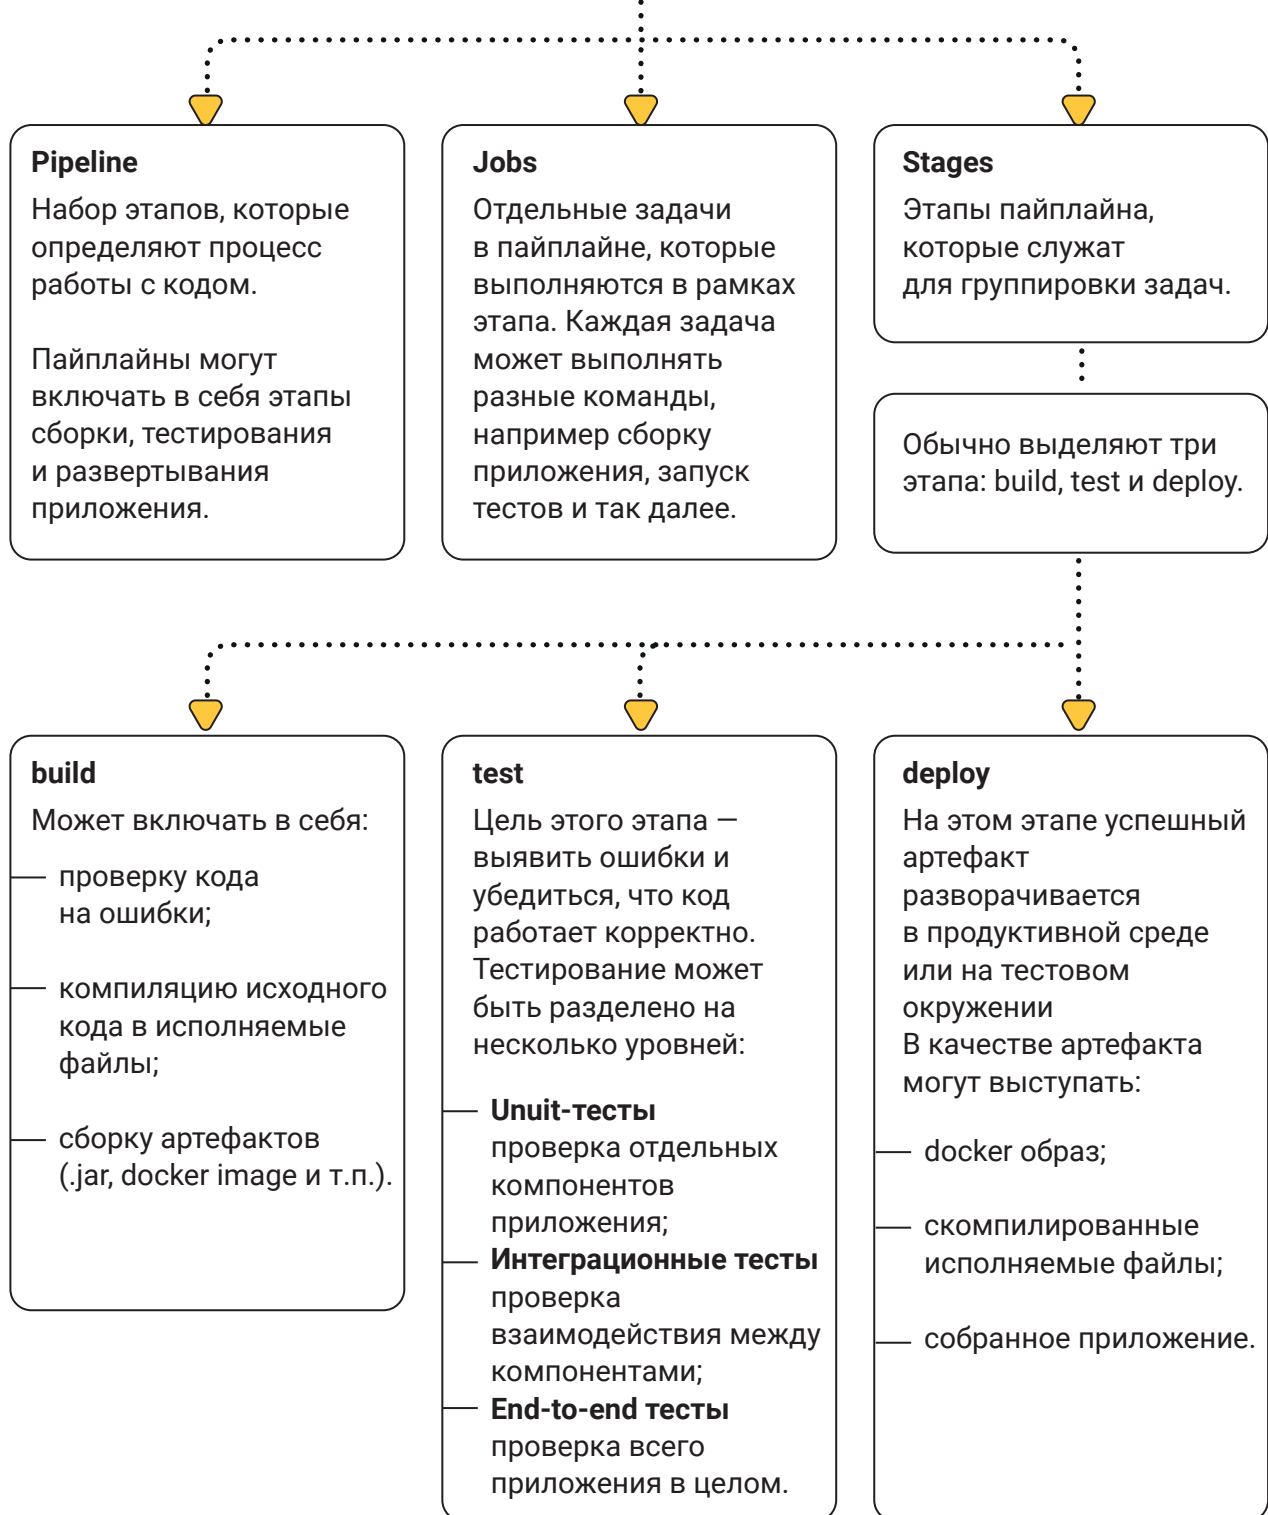 Pipeline
Набор этапов, которые
определяют процесс
работы с кодом.
Пайплайны могут
включать в себя этапы
сборки, тестирования
и развертывания
приложения.
Jobs
Отдельные задачи
в пайплайне, которые
выполняются в рамках
этапа. Каждая задача
может выполнять
разные команды,
например сборку
приложения, запуск
тестов и так далее.
Stages
Этапы пайплайна,
которые служат
для группировки задач.
Обычно выделяют три
этапа: build, test и deploy.
build
Может включать в себя:
проверку кода
на ошибки;
компиляцию исходного
кода в исполняемые
файлы;
сборку артефактов
(.jar, docker image и т.п.).
test
Цель этого этапа —
выявить ошибки и
убедиться, что код
работает корректно.
Тестирование может
быть разделено на
несколько уровней:
Unuit-тесты
проверка отдельных
компонентов
приложения;
Интеграционные тесты
проверка
взаимодействия между
компонентами;
End-to-end тесты
проверка всего
приложения в целом.
deploy
На этом этапе успешный
артефакт
разворачивается
в продуктивной среде
или на тестовом
окружении
В качестве артефакта
могут выступать:
docker образ;
скомпилированные
исполняемые файлы;
собранное приложение.